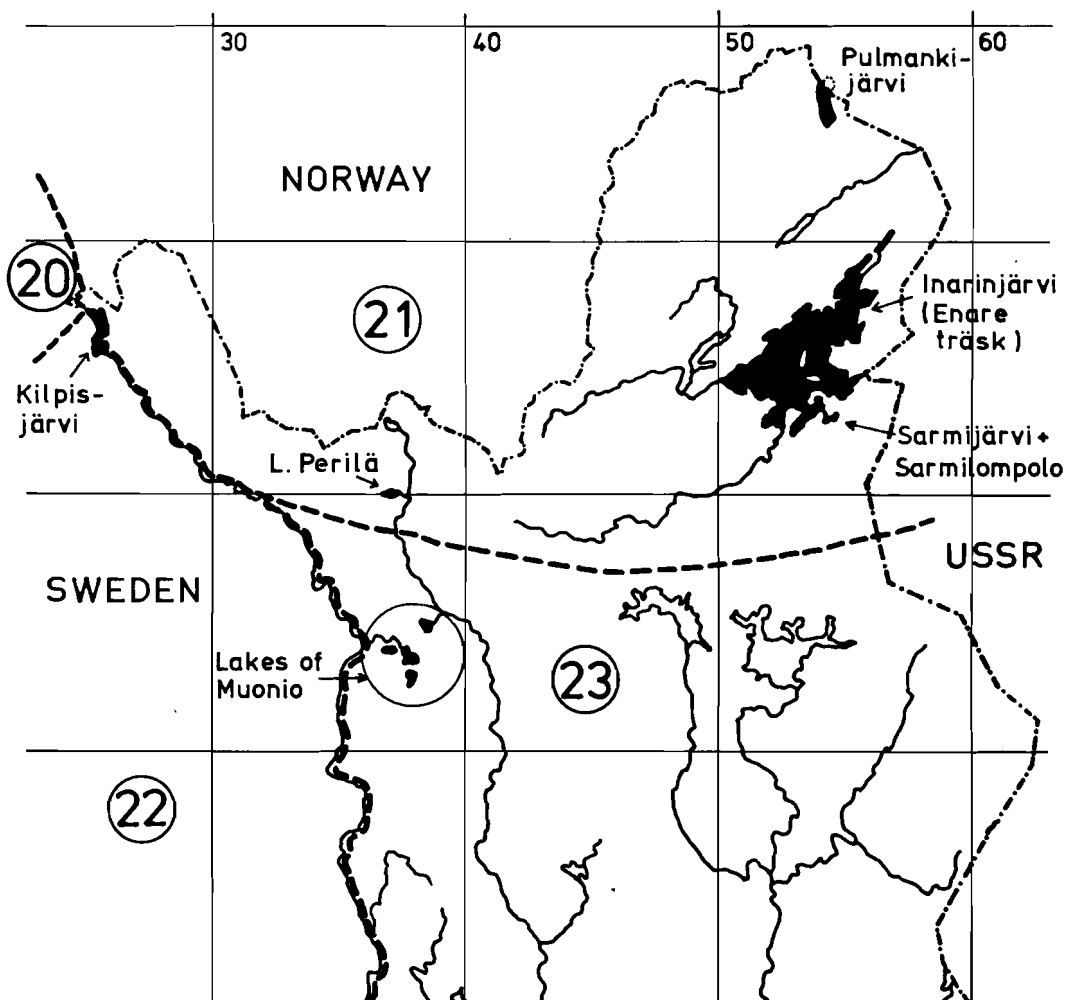 30
40
50
60
Pulmanki-
järvi
NORWAY
20
21
Inarinjärvi
(Enare
träsk)
Kilpis-
järvi
Sarmijärvi+
Sarmilompolo
L. Perilä
USSR
SWEDEN
Lakes of
Muonio
23
22